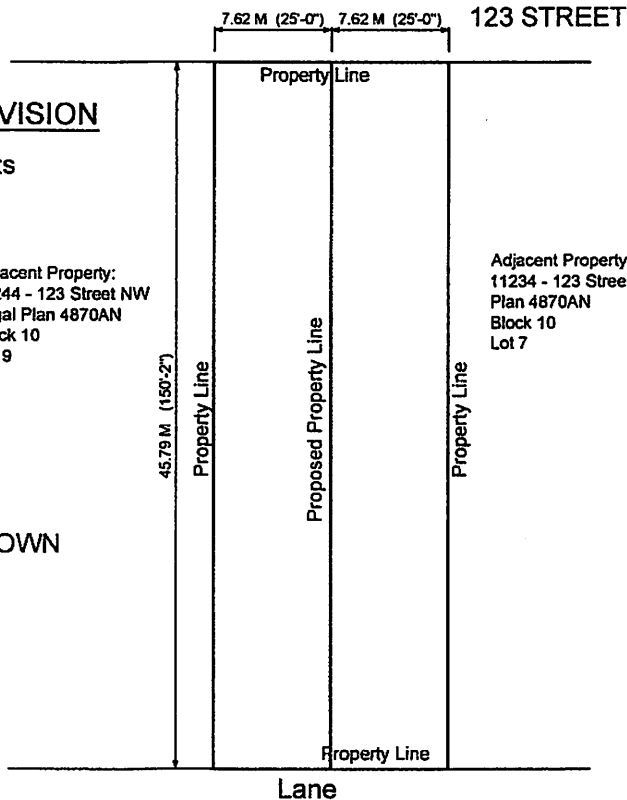 7.62 M (25'-0") 7.62 M (25'-0")
123 STREET
Property Line
VISION
acent Property:
44 - 123 Street NW
gal Plan 4870AN
ck 10
9
Adjacent Property
11234 - 123 Stree
Plan 4870AN
Block 10
Lot 7
45.79 M (150'-2")
Property Line
Proposed Property Line
Property Line
OWN
Property Line
Lane